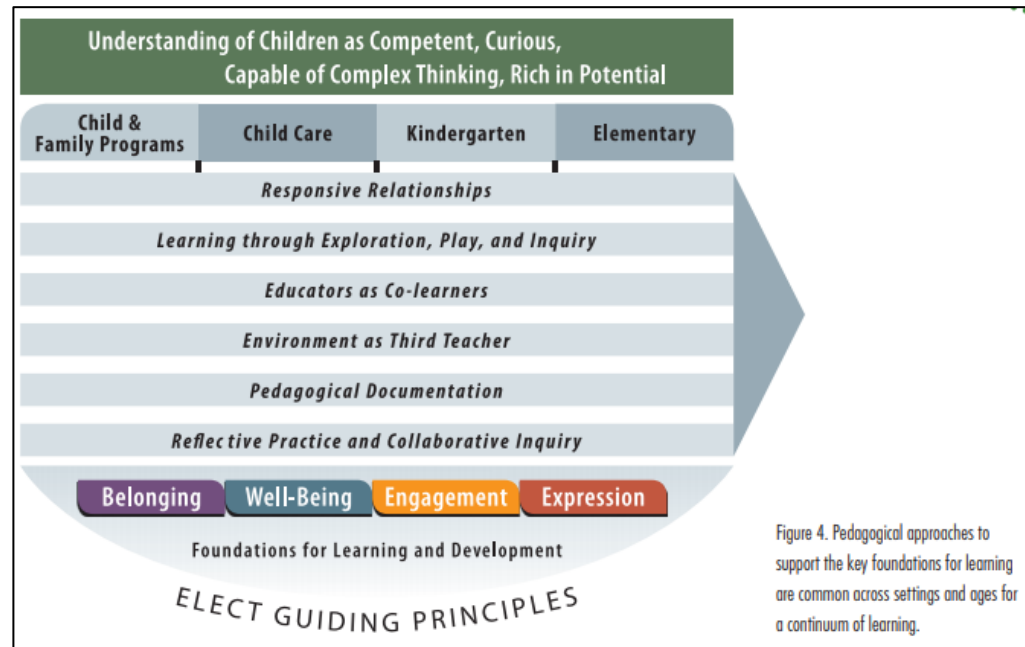 Understanding of Children as Competent, Curious,
Capable of Complex Thinking, Rich in Potential
Child &
Family Programs
Child Care
Kindergarten
Elementary
Responsive Relationships
Learning through Exploration, Play, and Inquiry
Educators as Co-learners
Environment as Third Teacher
Pedagogical Documentation
Reflective Practice and Collaborative Inquiry
Belonging
Well-Being
Engagement
Expression
Foundations for Learning and Development
ELECT GUIDING PRINCIPLES
Figure 4. Pedagogical approaches to
support the key foundations for learning
are common across settings and ages for
a continuum of learning.